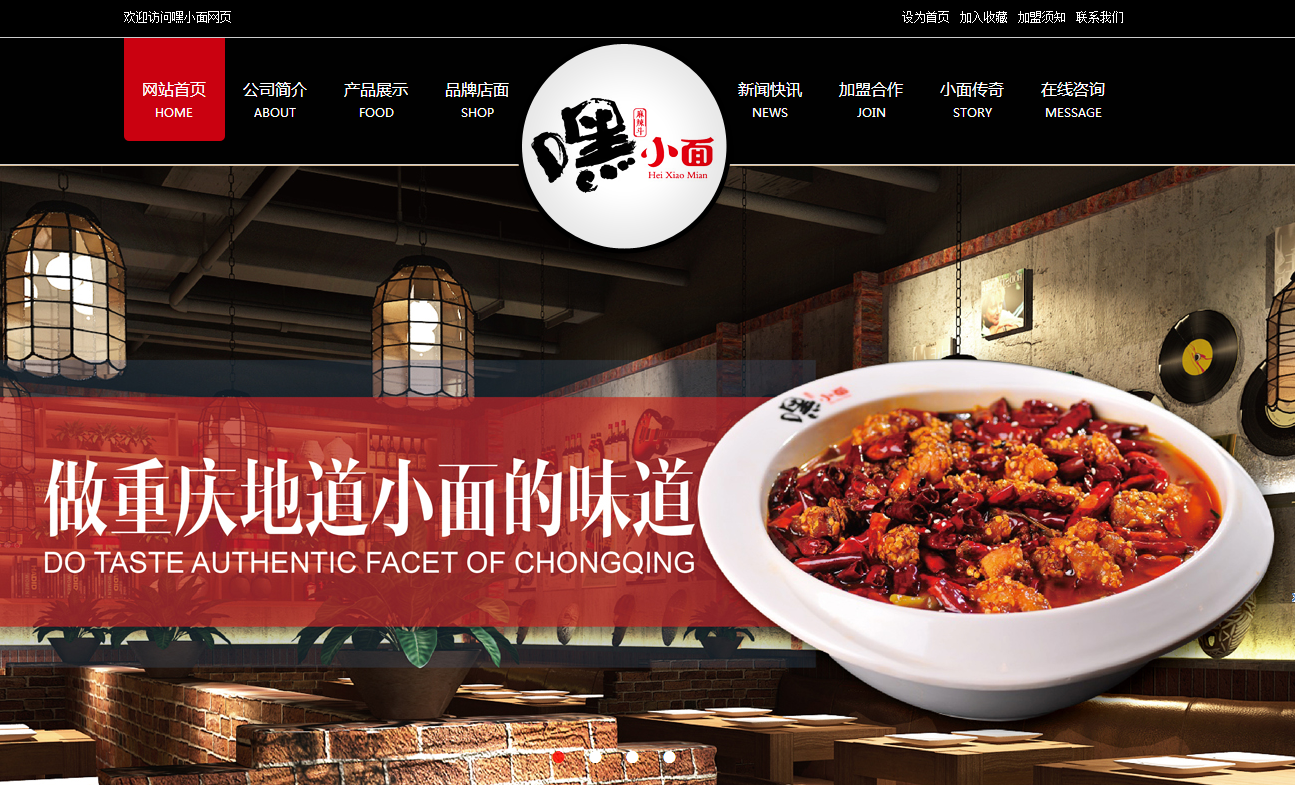 欢迎访问嘿小面网页
设为首页 加入收藏 加盟须知 联系我们
网站首页 公司简介 产品展示 品牌店面 新闻快讯 加盟合作 小面传奇 在线咨询
HOME ABOUT FOOD SHOP NEWS JOIN STORY MESSAGE
嘿
麻辣斗
小面
Hei Xiao Mian
嘿小面
做重庆地道小面的味道
DO TASTE AUTHENTIC FACET OF CHONGQING